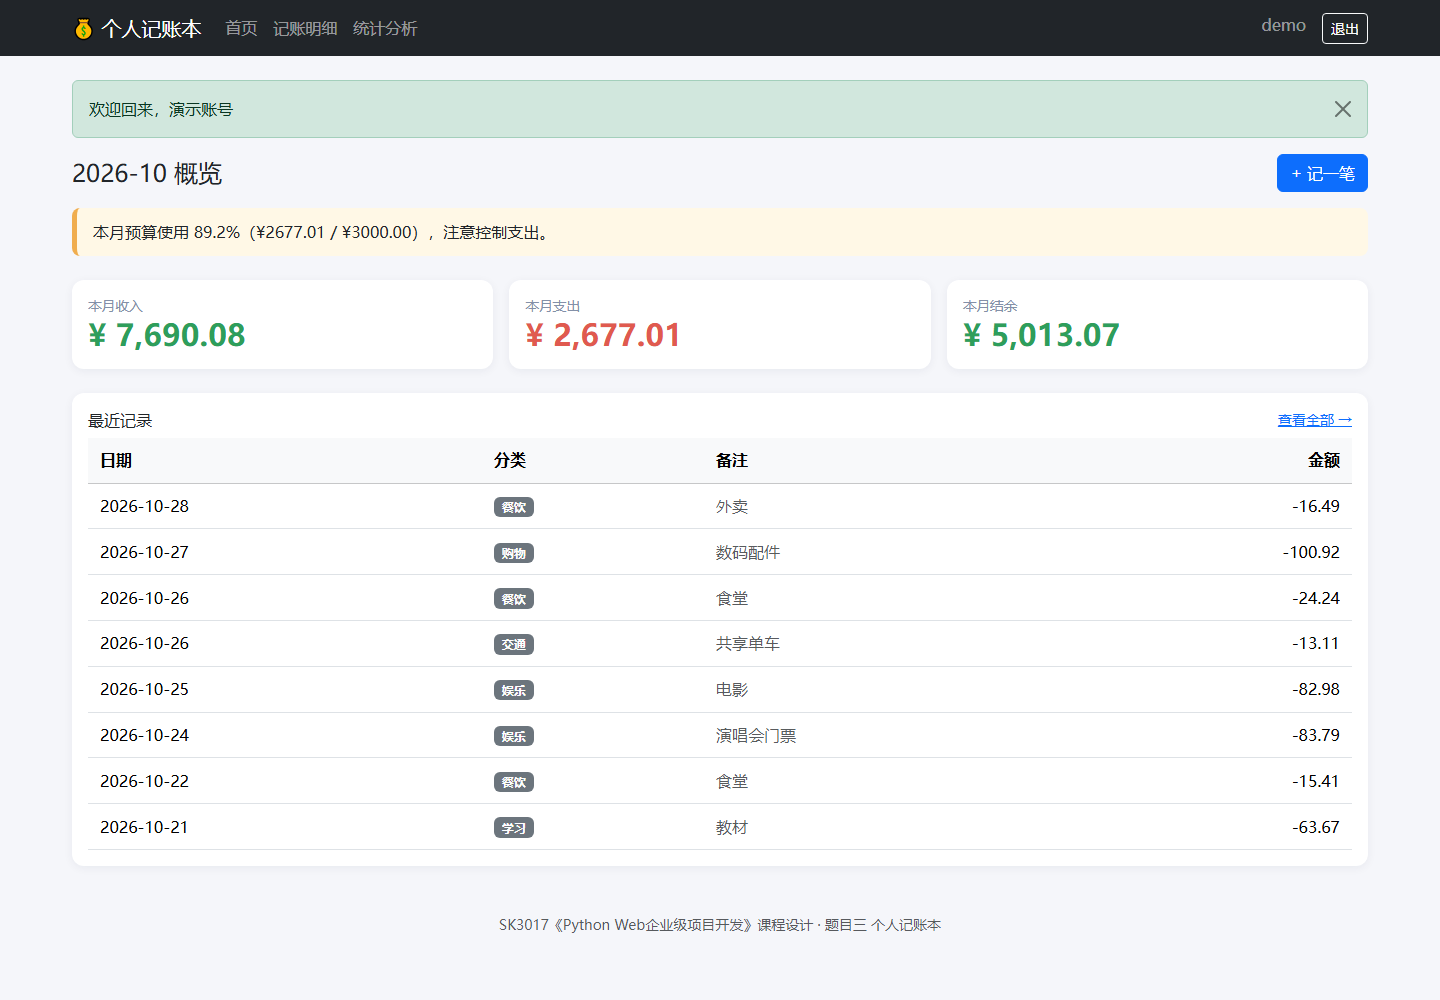 个人记账本 首页 记账明细 统计分析 demo 退出
欢迎回来，演示账号
2026-10 概览 + 记一笔
本月预算使用 89.2%（¥2677.01 / ¥3000.00），注意控制支出。
本月收入 本月支出 本月结余
¥ 7,690.08 ¥ 2,677.01 ¥ 5,013.07
最近记录 查看全部 →
日期 分类 备注 金额
2026-10-28 餐饮 外卖 -16.49
2026-10-27 购物 数码配件 -100.92
2026-10-26 餐饮 食堂 -24.24
2026-10-26 交通 共享单车 -13.11
2026-10-25 娱乐 电影 -82.98
2026-10-24 娱乐 演唱会门票 -83.79
2026-10-22 餐饮 食堂 -15.41
2026-10-21 学习 教材 -63.67
SK3017《Python Web企业级项目开发》课程设计 · 题目三 个人记账本